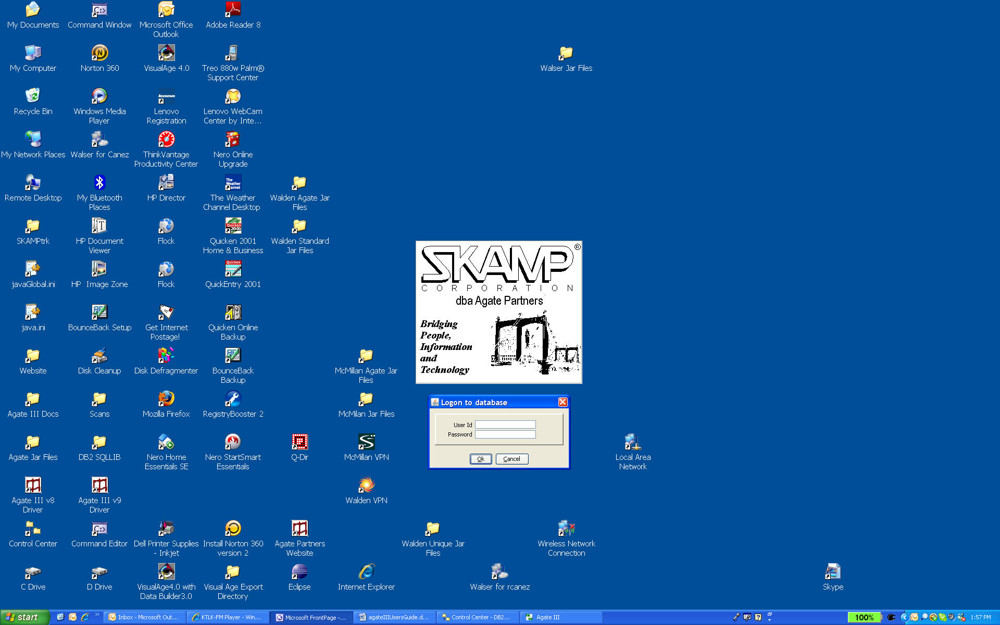 My Documents
Command Window
Microsoft Office
Outlook
Adobe Reader 8
My Computer
Norton 360
VisualAge 4.0
Treo 880w Palm®
Support Center
Walser Jar Files
Recycle Bin
Windows Media
Player
lenovo
Lenovo
Registration
Lenovo WebCam
Center by Inte...
My Network Places
Walser for Canez
ThinkVantage
Productivity Center
Nero Online
Upgrade
Remote Desktop
My Bluetooth
Places
HP Director
The
Weather
Channel
The Weather
Channel Desktop
Walden Agate Jar
Files
SKAMPtrk
HP Document
Viewer
Flock
Quicken
2001
Quicken 2001
Home & Business
Walden Standard
Jar Files
javaGlobal.ini
HP Image Zone
Flock
Quicken
QuickEntry 2001
java.ini
BounceBack Setup
Get Internet
Postage!
Quicken Online
Backup
Website
Disk Cleanup
Disk Defragmenter
BounceBack
Backup
McMillan Agate Jar
Files
Agate III Docs
Scans
Mozilla Firefox
RegistryBooster 2
McMilan Jar Files
Agate Jar Files
DB2 SQLLIB
Nero Home
Essentials SE
Nero StartSmart
Essentials
Q-Dir
McMillan VPN
Local Area
Network
Agate III v8
Driver
Agate III v9
Driver
Walden VPN
Control Center
Command Editor
Dell Printer Supplies
- Inkjet
Install Norton 360
version 2
Agate Partners
Website
Walden Unique Jar
Files
Wireless Network
Connection
C Drive
D Drive
VisualAge4.0 with
Data Builder3.0
Visual Age Export
Directory
Eclipse
Internet Explorer
Walser for rcanez
Skype
SKAMP®
CORPORATION
dba Agate Partners
Bridging
People,
Information
and
Technology
Logon to database
User Id
Password
Ok
Cancel
start
Inbox - Microsoft Out...
KTLK-FM Player - Win...
Microsoft FrontPage -...
agateIIIUsersGuide.d...
Control Center - DB2...
Agate III
100%
1:57 PM